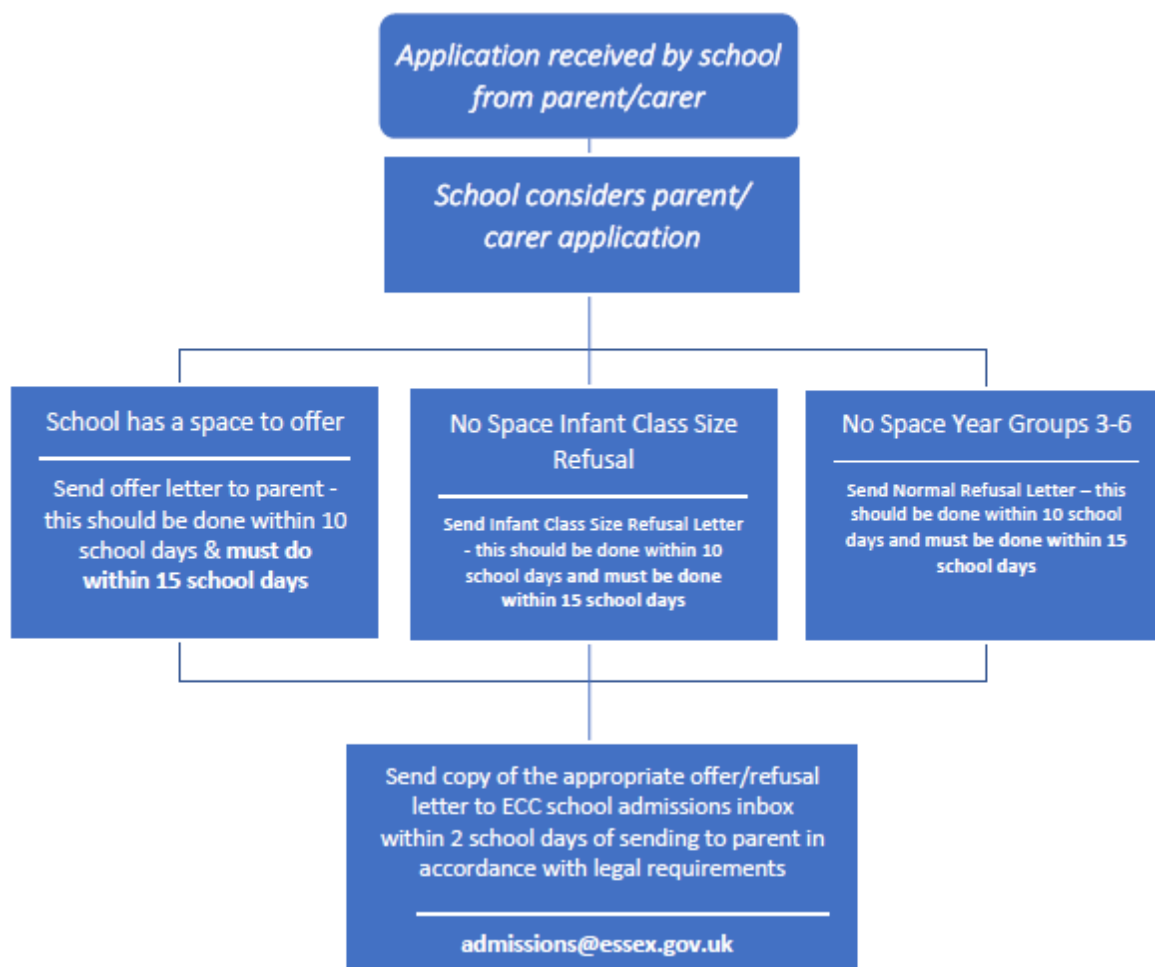 Application received by school
from parent/carer
School considers parent/
carer application
School has a space to offer
Send offer letter to parent -
this should be done within 10
school days & must do
within 15 school days
No Space Infant Class Size
Refusal
Send Infant Class Size Refusal Letter
- this should be done within 10
school days and must be done
within 15 school days
No Space Year Groups 3-6
Send Normal Refusal Letter – this
should be done within 10 school
days and must be done within 15
school days
Send copy of the appropriate offer/refusal
letter to ECC school admissions inbox
within 2 school days of sending to parent in
accordance with legal requirements
admissions@essex.gov.uk